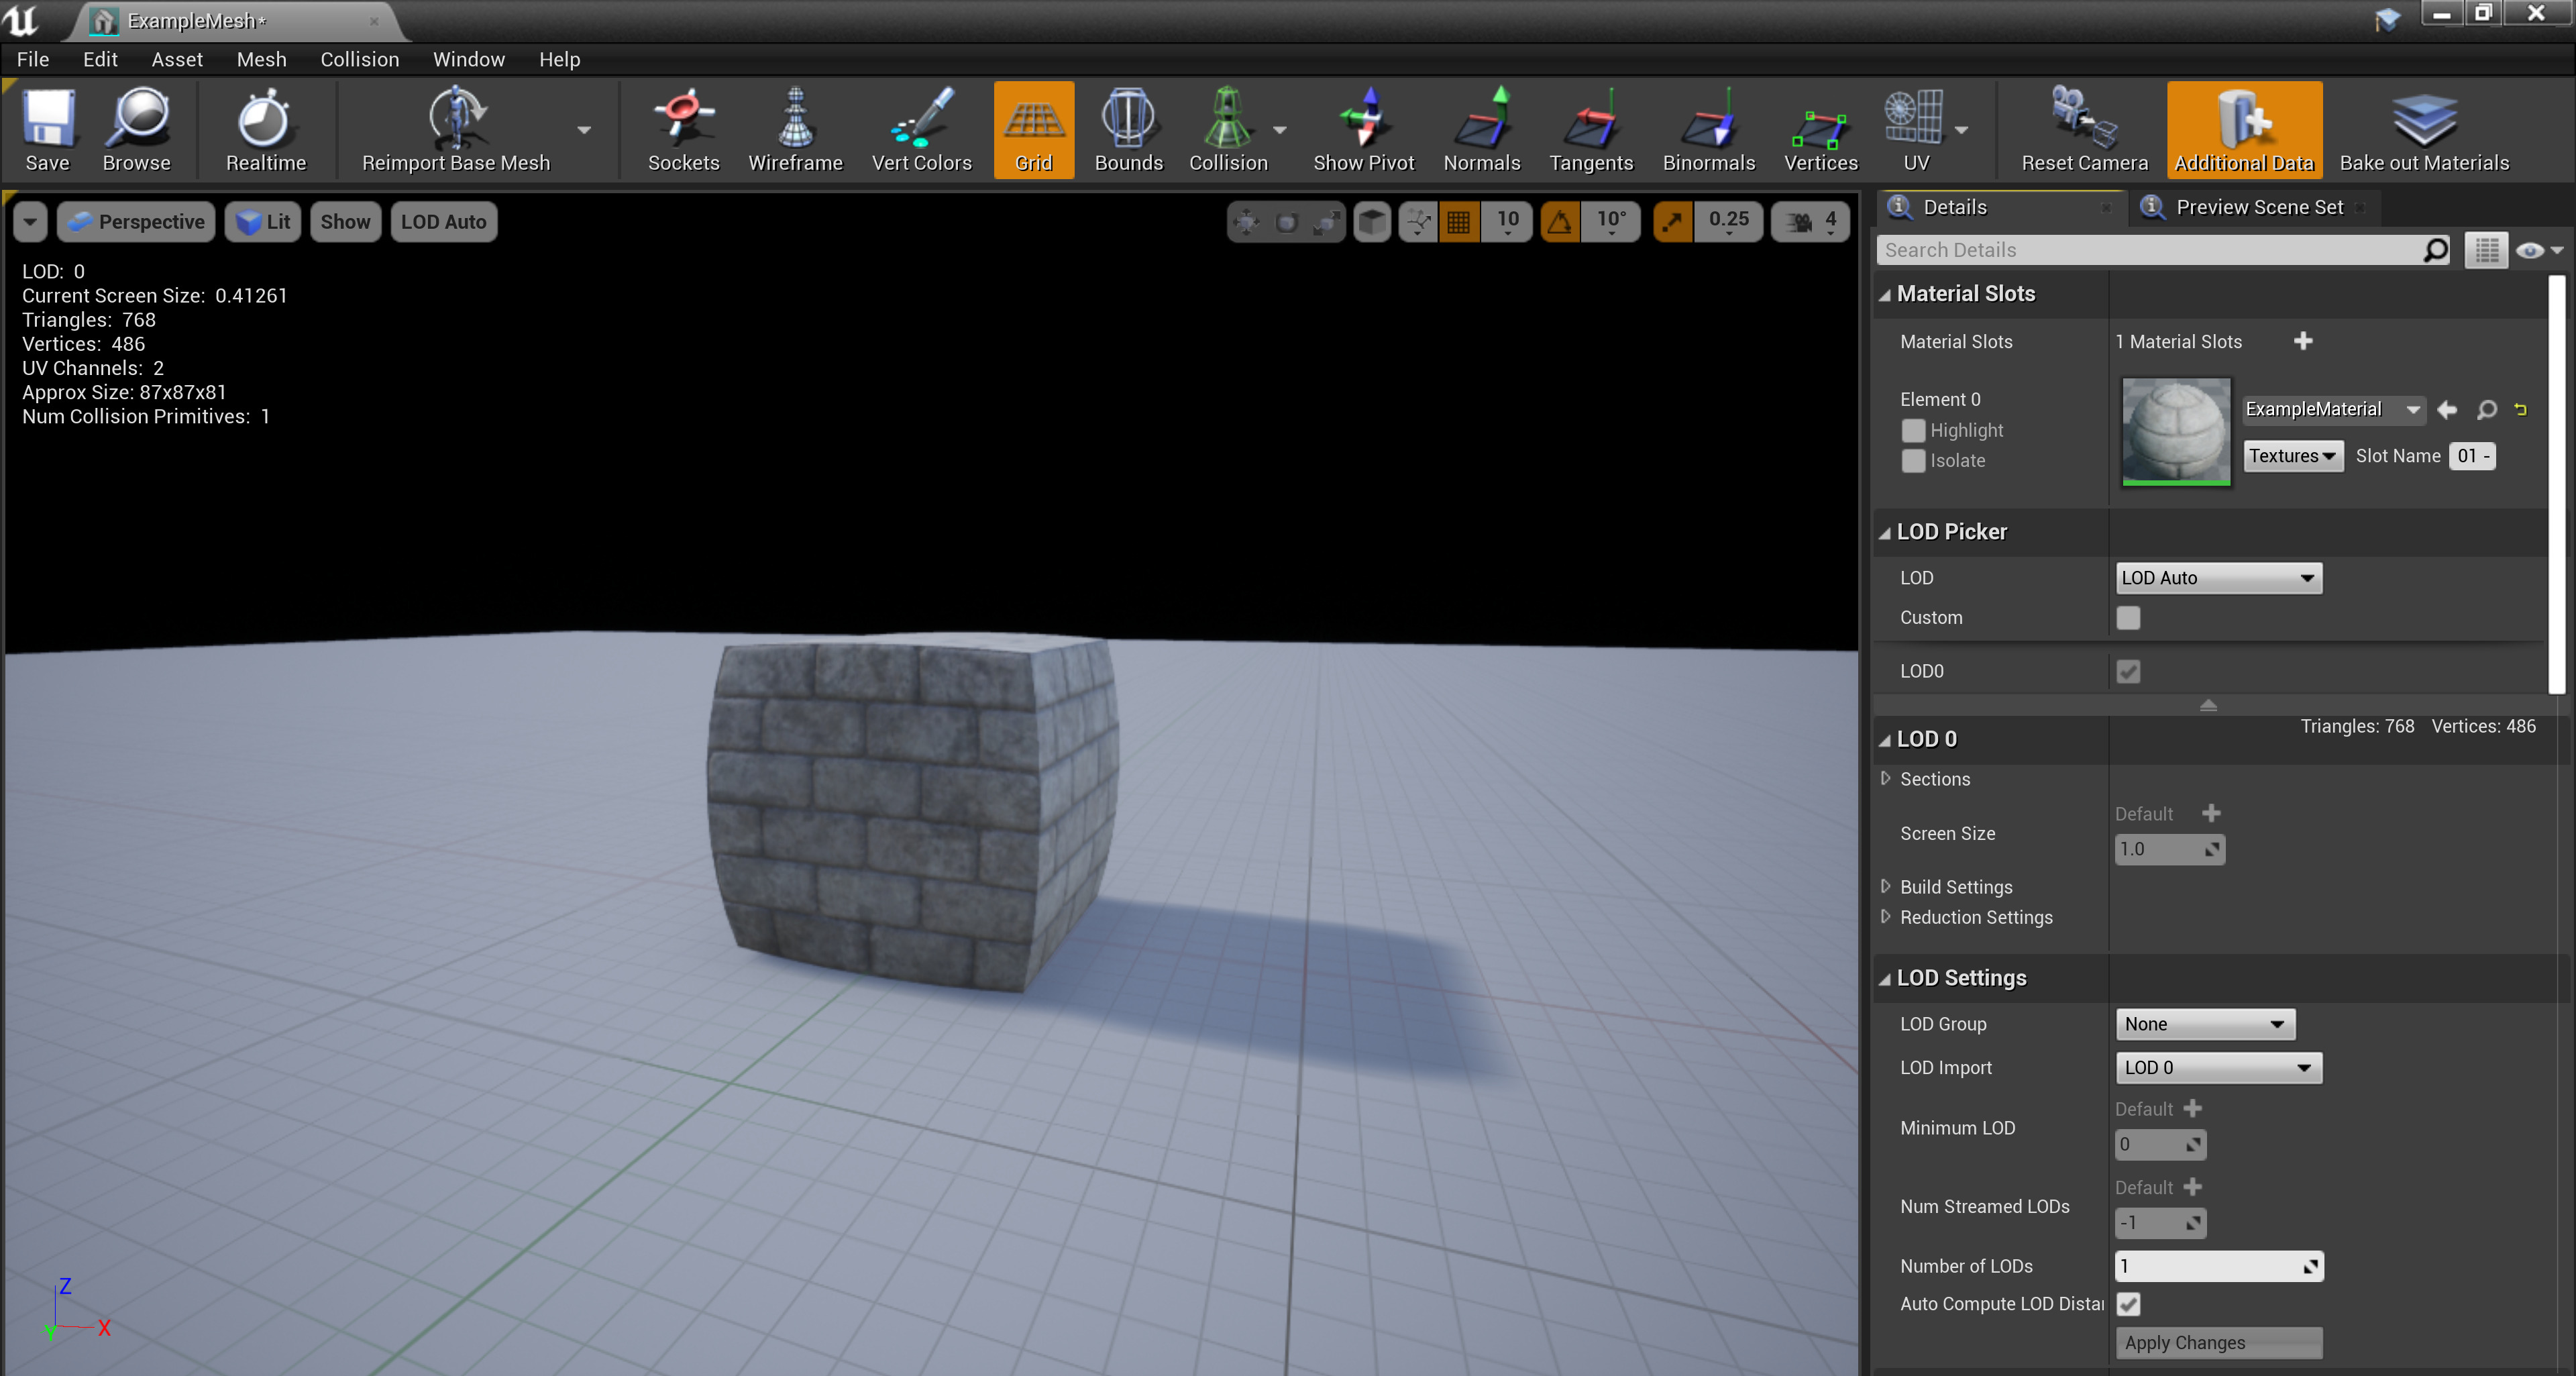 ExampleMesh*
File Edit Asset Mesh Collision Window Help
Save Browse Realtime Reimport Base Mesh Sockets Wireframe Vert Colors Grid Bounds Collision Show Pivot Normals Tangents Binormals Vertices UV Reset Camera Additional Data Bake out Materials
Perspective Lit Show LOD Auto 10 10° 0.25 4
LOD: 0
Current Screen Size: 0.41261
Triangles: 768
Vertices: 486
UV Channels: 2
Approx Size: 87x87x81
Num Collision Primitives: 1
Z
Y X
Details Preview Scene Set
Search Details
Material Slots
Material Slots 1 Material Slots
Element 0
Highlight
Isolate
ExampleMaterial
Textures Slot Name 01 -
LOD Picker
LOD LOD Auto
Custom
LOD0
Triangles: 768 Vertices: 486
LOD 0
Sections
Default
Screen Size
1.0
Build Settings
Reduction Settings
LOD Settings
LOD Group None
LOD Import LOD 0
Default
Minimum LOD
0
Default
Num Streamed LODs
-1
Number of LODs 1
Auto Compute LOD Distar
Apply Changes